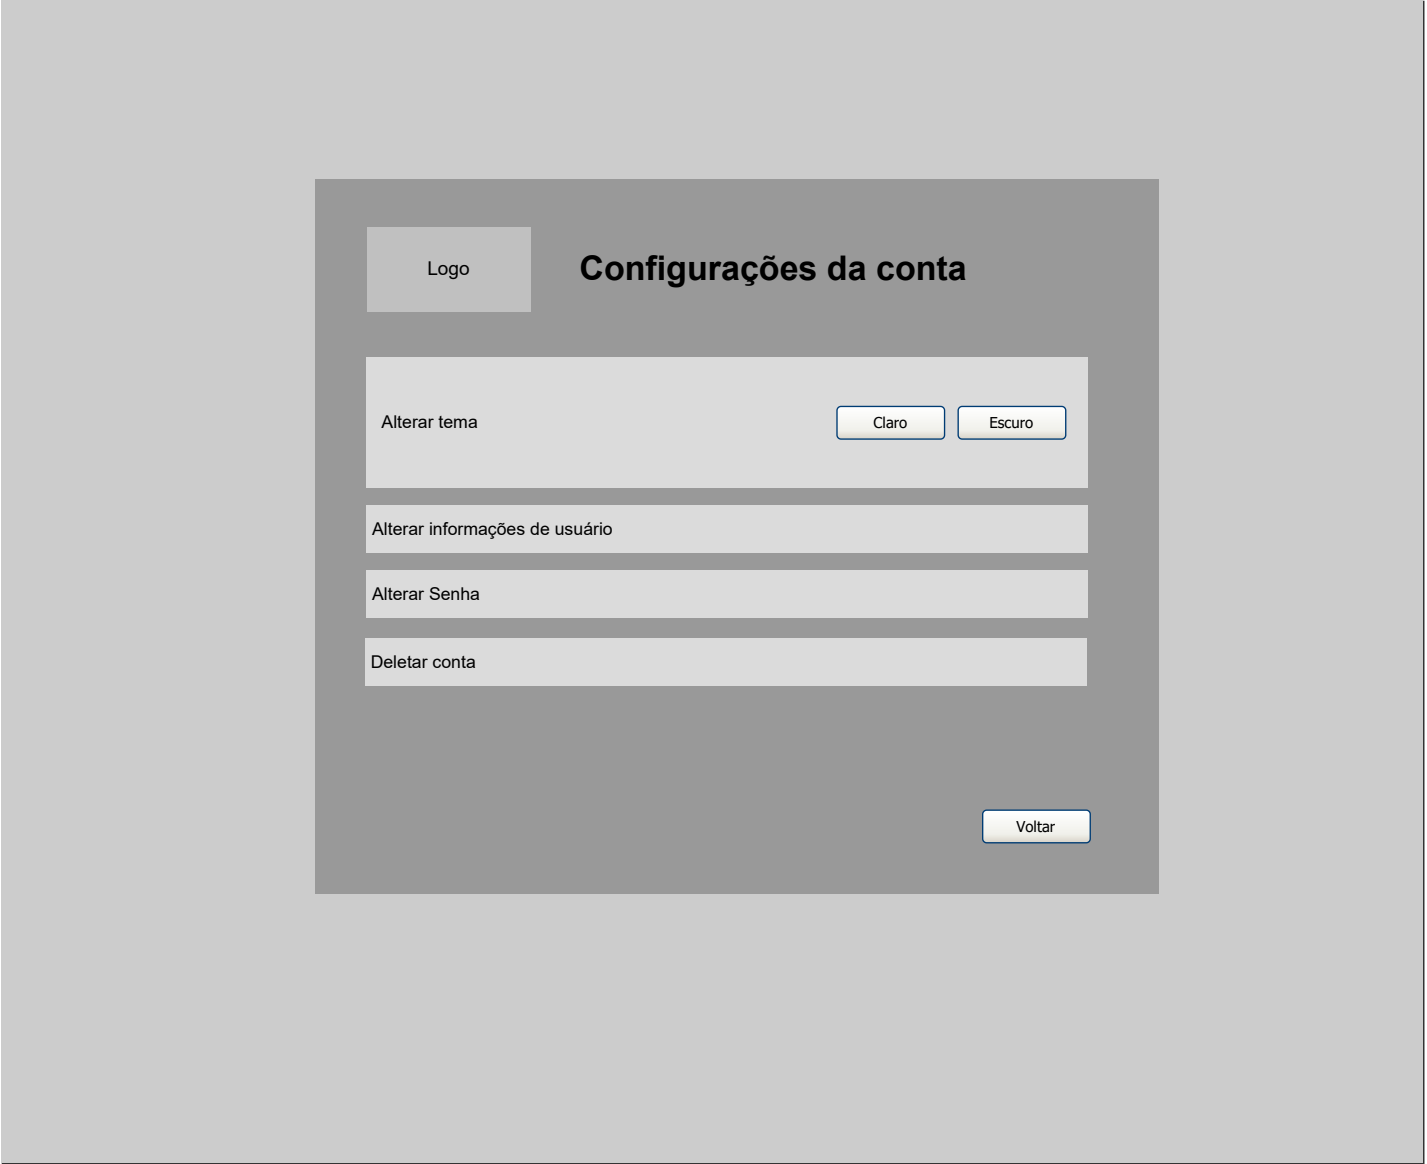 Logo
Configurações da conta
Alterar tema
Claro
Escuro
Alterar informações de usuário
Alterar Senha
Deletar conta
Voltar